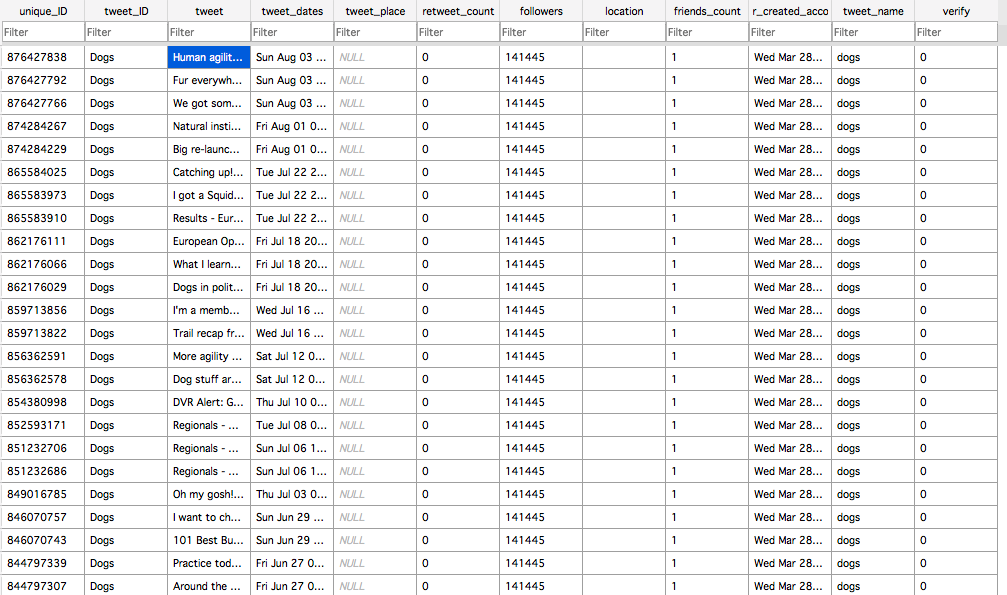 unique_ID tweet_ID tweet tweet_dates tweet_place retweet_count followers location friends_count r_created_acco tweet_name verify
Filter Filter Filter Filter Filter Filter Filter Filter Filter Filter Filter Filter
876427838 Dogs Human agilit... Sun Aug 03 ... NULL 0 141445 1 Wed Mar 28... dogs 0
876427792 Dogs Fur everywh... Sun Aug 03 ... NULL 0 141445 1 Wed Mar 28... dogs 0
876427766 Dogs We got som... Sun Aug 03 ... NULL 0 141445 1 Wed Mar 28... dogs 0
874284267 Dogs Natural insti... Fri Aug 01 0... NULL 0 141445 1 Wed Mar 28... dogs 0
874284229 Dogs Big re-launc... Fri Aug 01 0... NULL 0 141445 1 Wed Mar 28... dogs 0
865584025 Dogs Catching up!... Tue Jul 22 2... NULL 0 141445 1 Wed Mar 28... dogs 0
865583973 Dogs I got a Squid... Tue Jul 22 2... NULL 0 141445 1 Wed Mar 28... dogs 0
865583910 Dogs Results - Eur... Tue Jul 22 2... NULL 0 141445 1 Wed Mar 28... dogs 0
862176111 Dogs European Op... Fri Jul 18 20... NULL 0 141445 1 Wed Mar 28... dogs 0
862176066 Dogs What I learn... Fri Jul 18 20... NULL 0 141445 1 Wed Mar 28... dogs 0
862176029 Dogs Dogs in polit... Fri Jul 18 20... NULL 0 141445 1 Wed Mar 28... dogs 0
859713856 Dogs I'm a memb... Wed Jul 16 ... NULL 0 141445 1 Wed Mar 28... dogs 0
859713822 Dogs Trail recap fr... Wed Jul 16 ... NULL 0 141445 1 Wed Mar 28... dogs 0
856362591 Dogs More agility ... Sat Jul 12 0... NULL 0 141445 1 Wed Mar 28... dogs 0
856362578 Dogs Dog stuff ar... Sat Jul 12 0... NULL 0 141445 1 Wed Mar 28... dogs 0
854380998 Dogs DVR Alert: G... Thu Jul 10 0... NULL 0 141445 1 Wed Mar 28... dogs 0
852593171 Dogs Regionals - ... Tue Jul 08 0... NULL 0 141445 1 Wed Mar 28... dogs 0
851232706 Dogs Regionals - ... Sun Jul 06 1... NULL 0 141445 1 Wed Mar 28... dogs 0
851232686 Dogs Regionals - ... Sun Jul 06 1... NULL 0 141445 1 Wed Mar 28... dogs 0
849016785 Dogs Oh my gosh!... Thu Jul 03 0... NULL 0 141445 1 Wed Mar 28... dogs 0
846070757 Dogs I want to ch... Sun Jun 29 ... NULL 0 141445 1 Wed Mar 28... dogs 0
846070743 Dogs 101 Best Bu... Sun Jun 29 ... NULL 0 141445 1 Wed Mar 28... dogs 0
844797339 Dogs Practice tod... Fri Jun 27 0... NULL 0 141445 1 Wed Mar 28... dogs 0
844797307 Dogs Around the ... Fri Jun 27 0... NULL 0 141445 1 Wed Mar 28... dogs 0